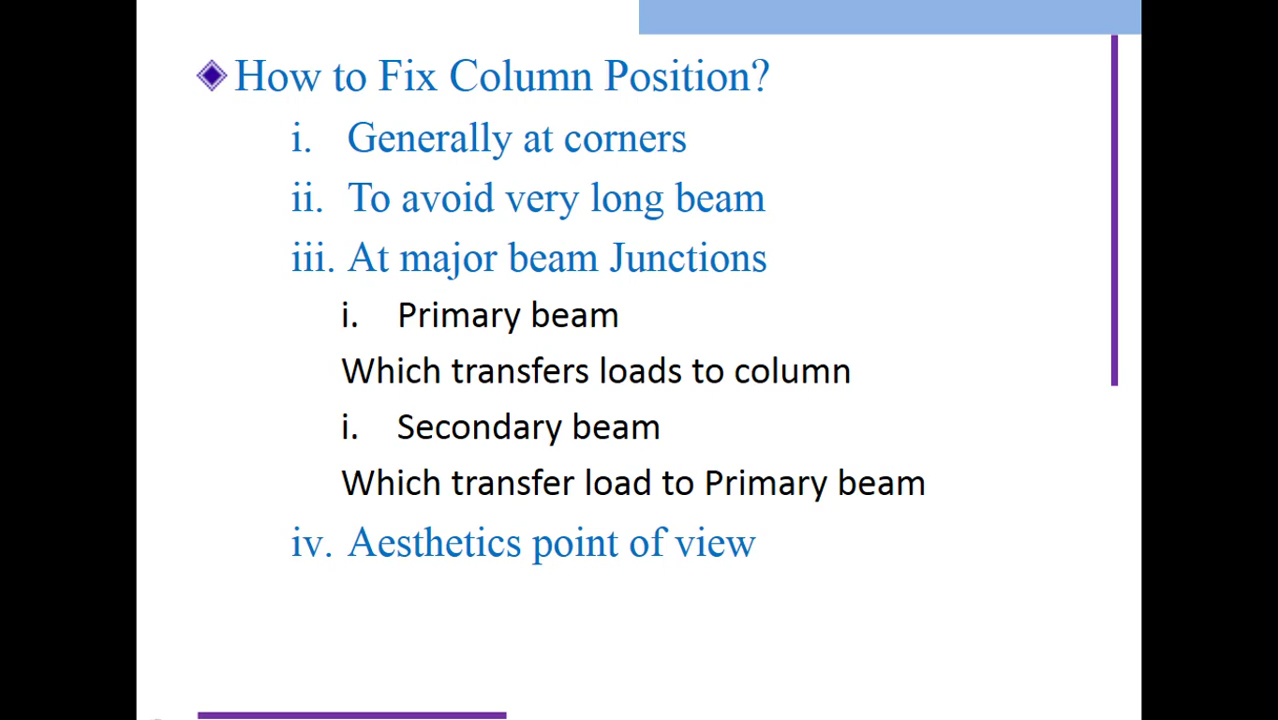 How to Fix Column Position?
i. Generally at corners
ii. To avoid very long beam
iii. At major beam Junctions
i. Primary beam
Which transfers loads to column
i. Secondary beam
Which transfer load to Primary beam
iv. Aesthetics point of view